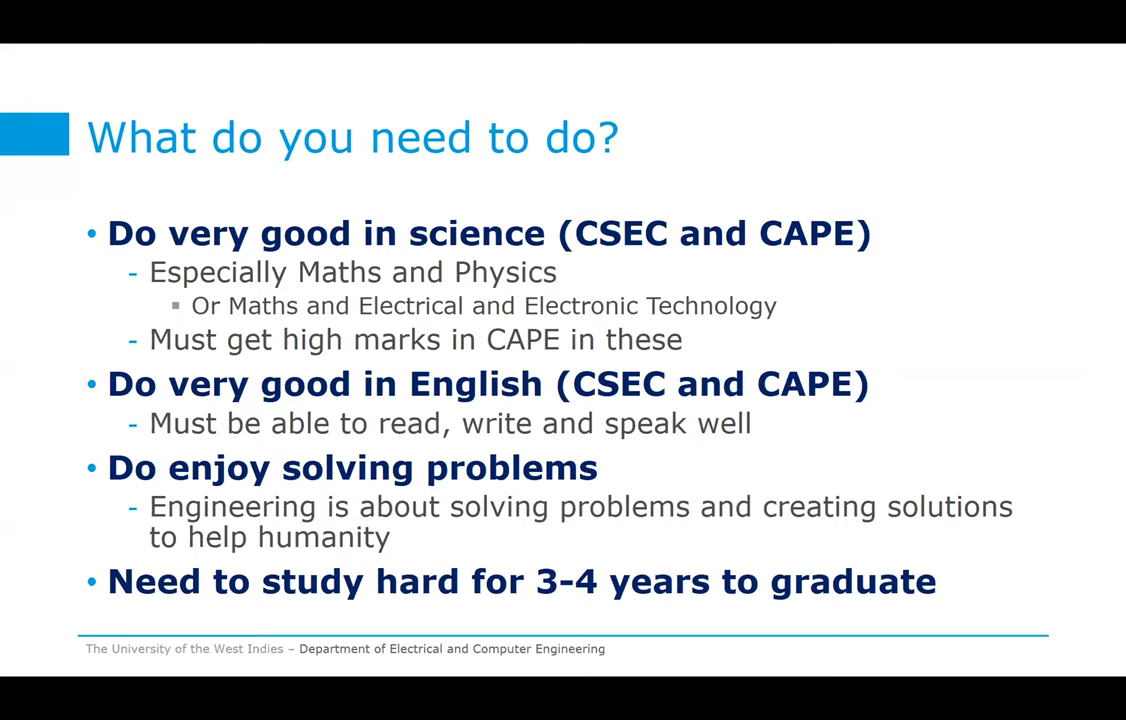 What do you need to do?
• Do very good in science (CSEC and CAPE)
- Especially Maths and Physics
▪ Or Maths and Electrical and Electronic Technology
- Must get high marks in CAPE in these
• Do very good in English (CSEC and CAPE)
- Must be able to read, write and speak well
• Do enjoy solving problems
- Engineering is about solving problems and creating solutions
to help humanity
• Need to study hard for 3-4 years to graduate
The University of the West Indies – Department of Electrical and Computer Engineering